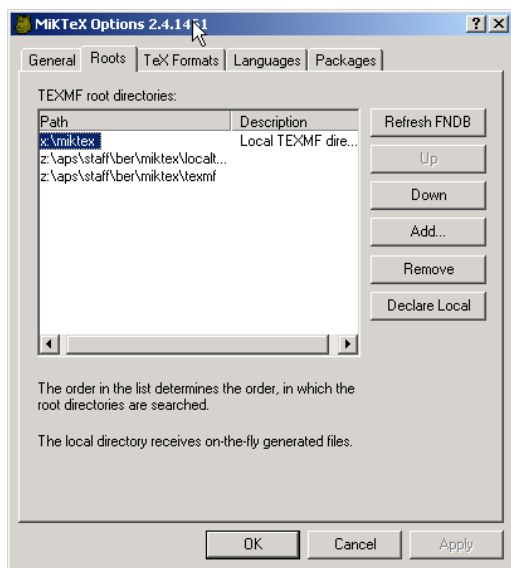 MiKTeX Options 2.4.1461
General Roots TeX Formats Languages Packages
TEXMF root directories:
Path Description
x:\miktex Local TEXMF dire...
z:\aps\staff\ber\miktex\localt...
z:\aps\staff\ber\miktex\texmf
Refresh FNDB
Up
Down
Add...
Remove
Declare Local
The order in the list determines the order, in which the
root directories are searched.
The local directory receives on-the-fly generated files.
OK Cancel Apply